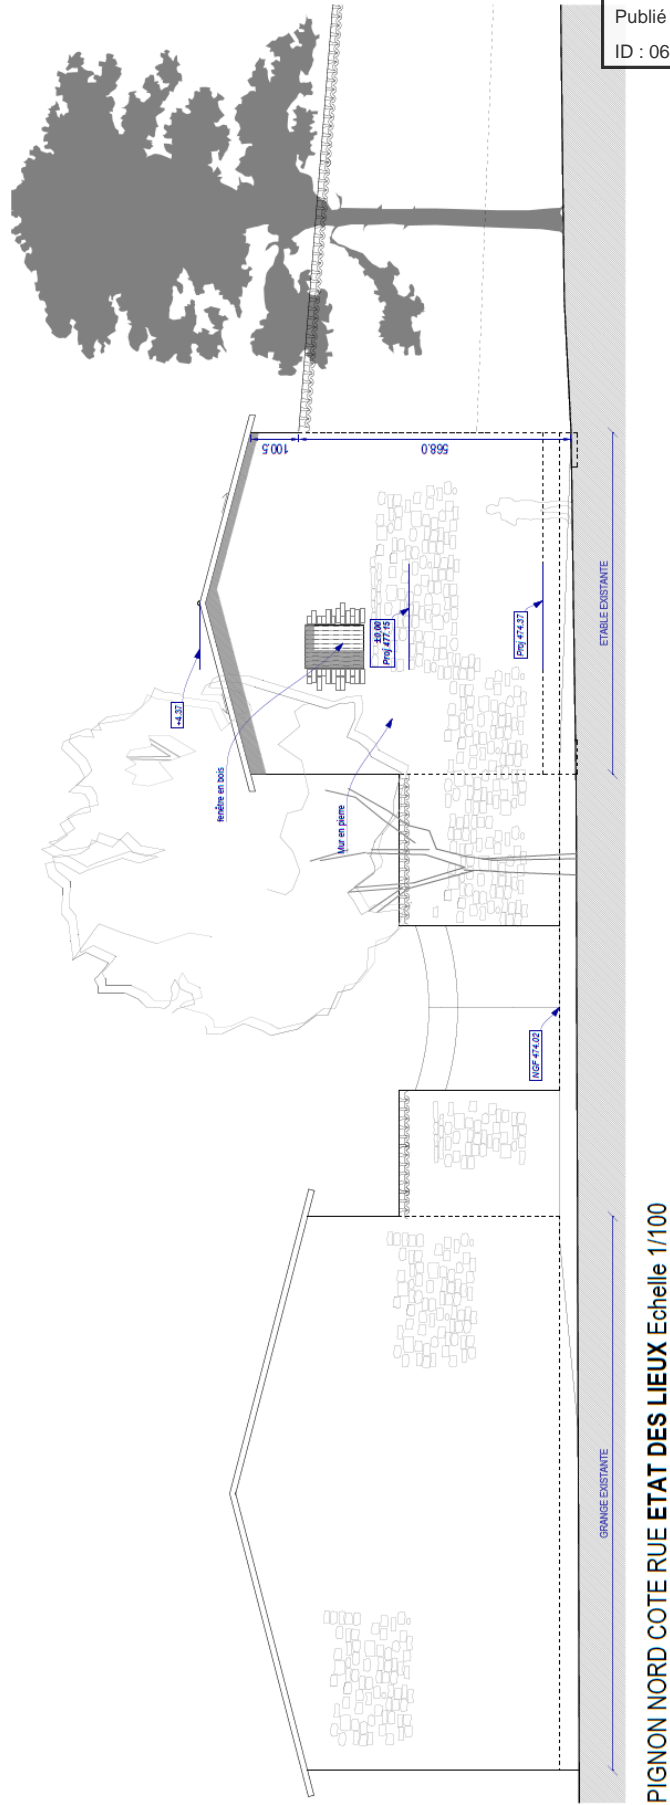 Publié
ID : 06
100.5
568.0
+4.37
fenêtre en bois
±0,00
Proj 477.15
Mur en pierre
Proj 474.37
ETABLE EXISTANTE
NGF 474.02
GRANGE EXISTANTE
PIGNON NORD COTE RUE ETAT DES LIEUX Echelle 1/100